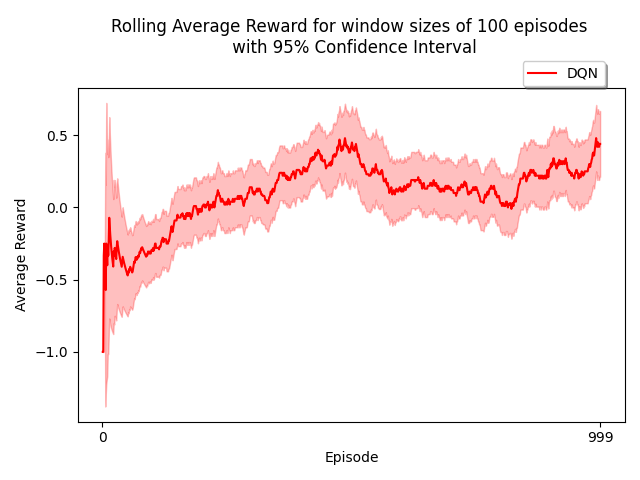 Rolling Average Reward for window sizes of 100 episodes
with 95% Confidence Interval
DQN
0.5
0.0
−0.5
−1.0
Average Reward
0
999
Episode